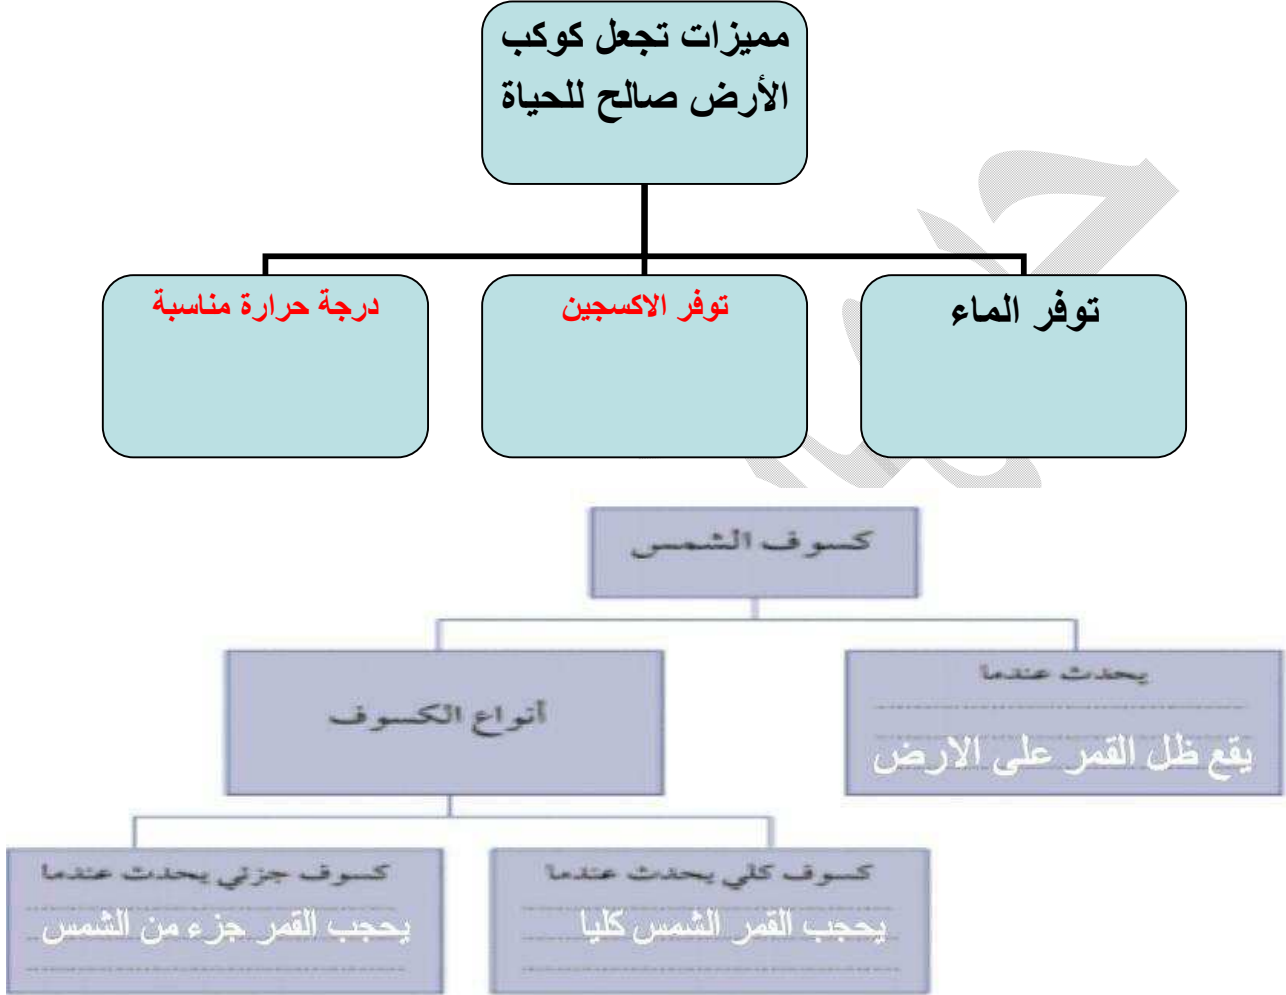 مميزات تجعل كوكب
الأرض صالح للحياة
توفر الماء
توفر الاكسجين
درجة حرارة مناسبة
كسوف الشمس
يحدث عندما
يقع ظل القمر على الارض
أنواع الكسوف
كسوف كلي يحدث عندما
يحجب القمر الشمس كليا
كسوف جزئي يحدث عندما
يحجب القمر جزء من الشمس